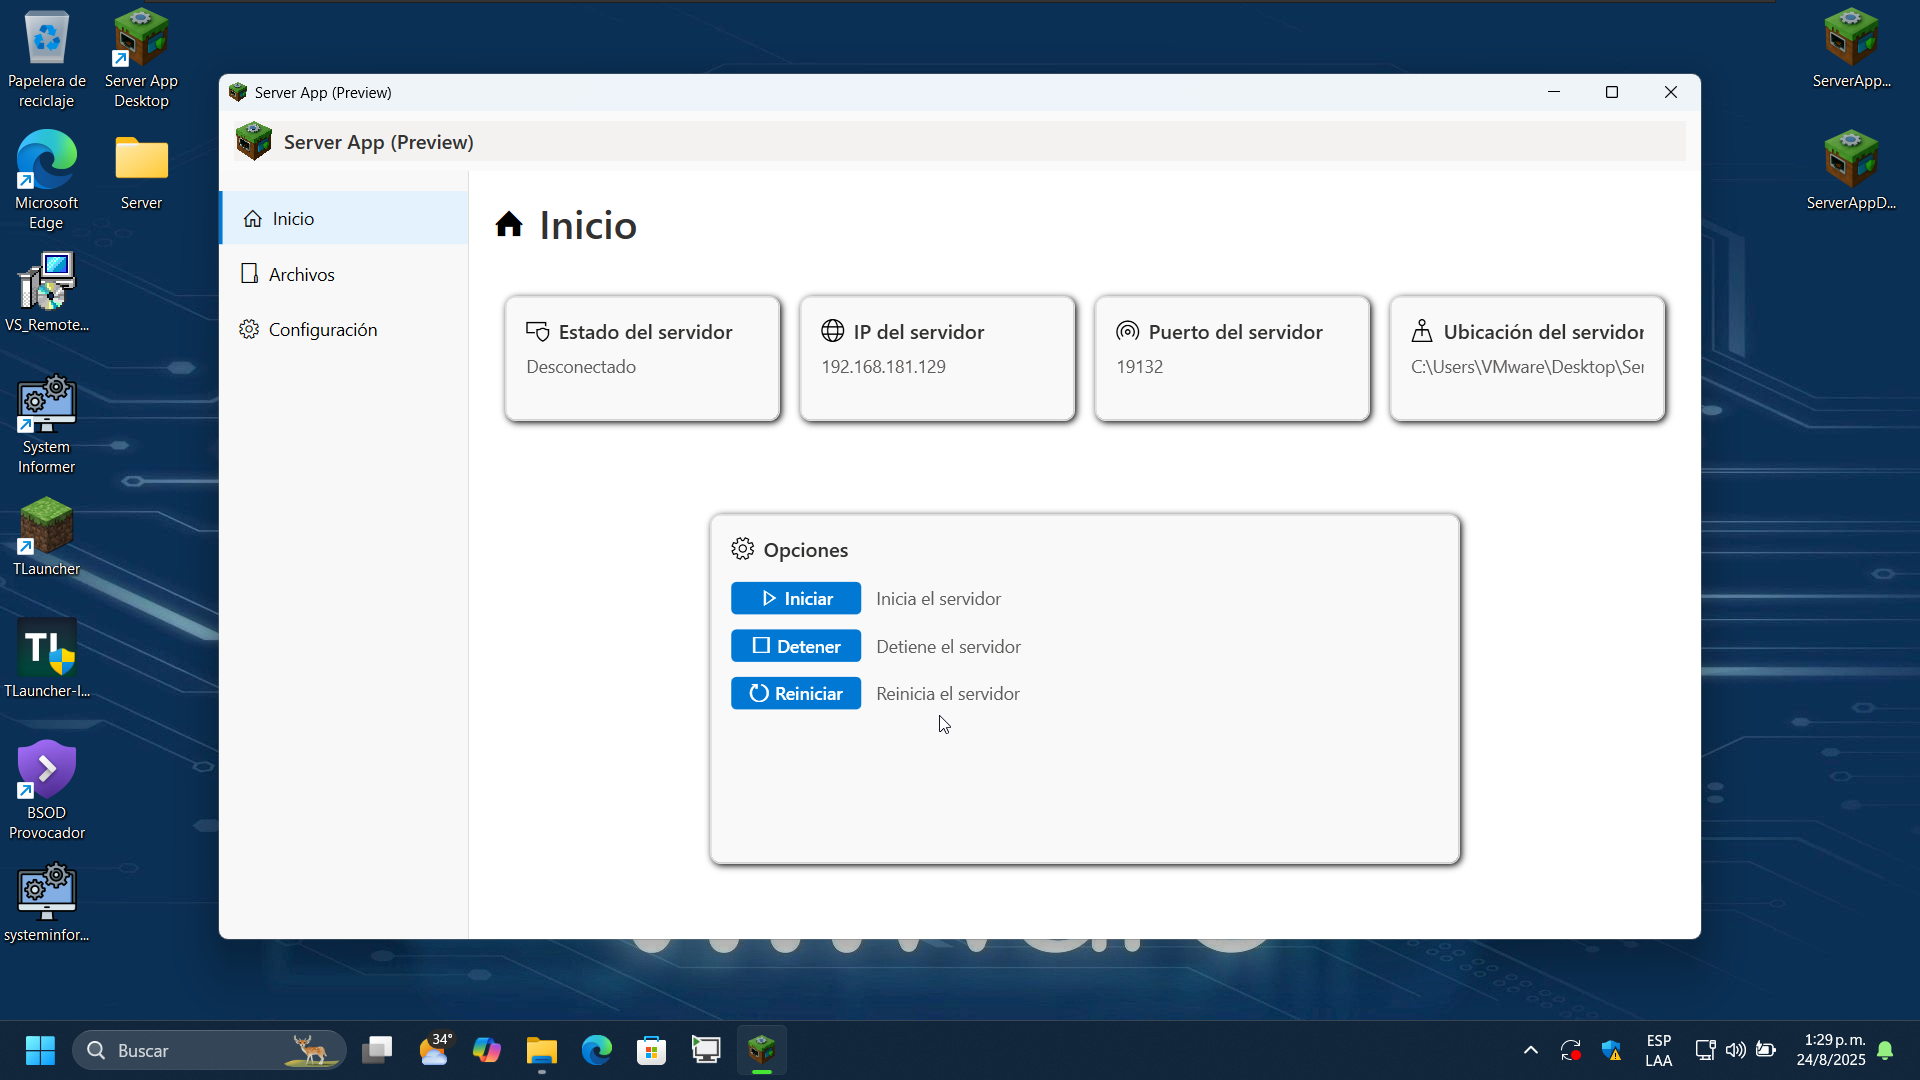 Papelera de
reciclaje
Server App
Desktop
Microsoft
Edge
Server
VS_Remote...
System
Informer
TLauncher
TL
TLauncher-I...
BSOD
Provocador
systeminfor...
ServerApp...
ServerAppD...
Server App (Preview)
Server App (Preview)
Inicio
Archivos
Configuración
Inicio
Estado del servidor
Desconectado
IP del servidor
192.168.181.129
Puerto del servidor
19132
Ubicación del servidor
C:\Users\VMware\Desktop\Ser
Opciones
Iniciar
Inicia el servidor
Detener
Detiene el servidor
Reiniciar
Reinicia el servidor
Buscar
34°
ESP
LAA
1:29 p. m.
24/8/2025